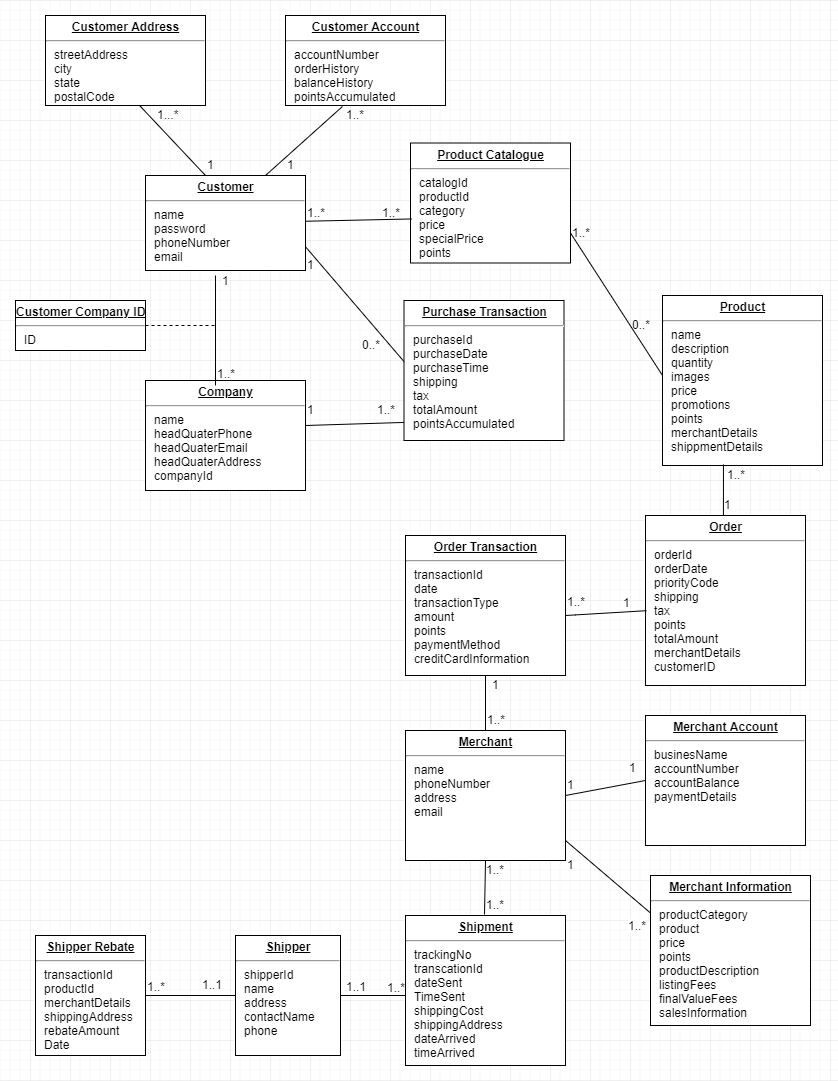 Customer Address
streetAddress
city
state
postalCode
Customer Account
accountNumber
orderHistory
balanceHistory
pointsAccumulated
1...*
1..*
1
1
Customer
name
password
phoneNumber
email
Product Catalogue
catalogId
productId
category
price
specialPrice
points
1..*
1..*
1..*
1
1
Customer Company ID
ID
Purchase Transaction
purchaseId
purchaseDate
purchaseTime
shipping
tax
totalAmount
pointsAccumulated
0..*
0..*
Product
name
description
quantity
images
price
promotions
points
merchantDetails
shippmentDetails
1..*
Company
name
headQuaterPhone
headQuaterEmail
headQuaterAddress
companyId
1
1..*
1..*
1
Order
orderId
orderDate
priorityCode
shipping
tax
points
totalAmount
merchantDetails
customerID
Order Transaction
transactionId
date
transactionType
amount
points
paymentMethod
creditCardInformation
1..*
1
1
1..*
Merchant
name
phoneNumber
address
email
Merchant Account
businesName
accountNumber
accountBalance
paymentDetails
1
1
1..*
1
1..*
1..*
Merchant Information
productCategory
product
price
points
productDescription
listingFees
finalValueFees
salesInformation
Shipment
trackingNo
transcationId
dateSent
TimeSent
shippingCost
shippingAddress
dateArrived
timeArrived
Shipper Rebate
transactionId
productId
merchantDetails
shippingAddress
rebateAmount
Date
1..*
1..1
Shipper
shipperId
name
address
contactName
phone
1..1
1..*